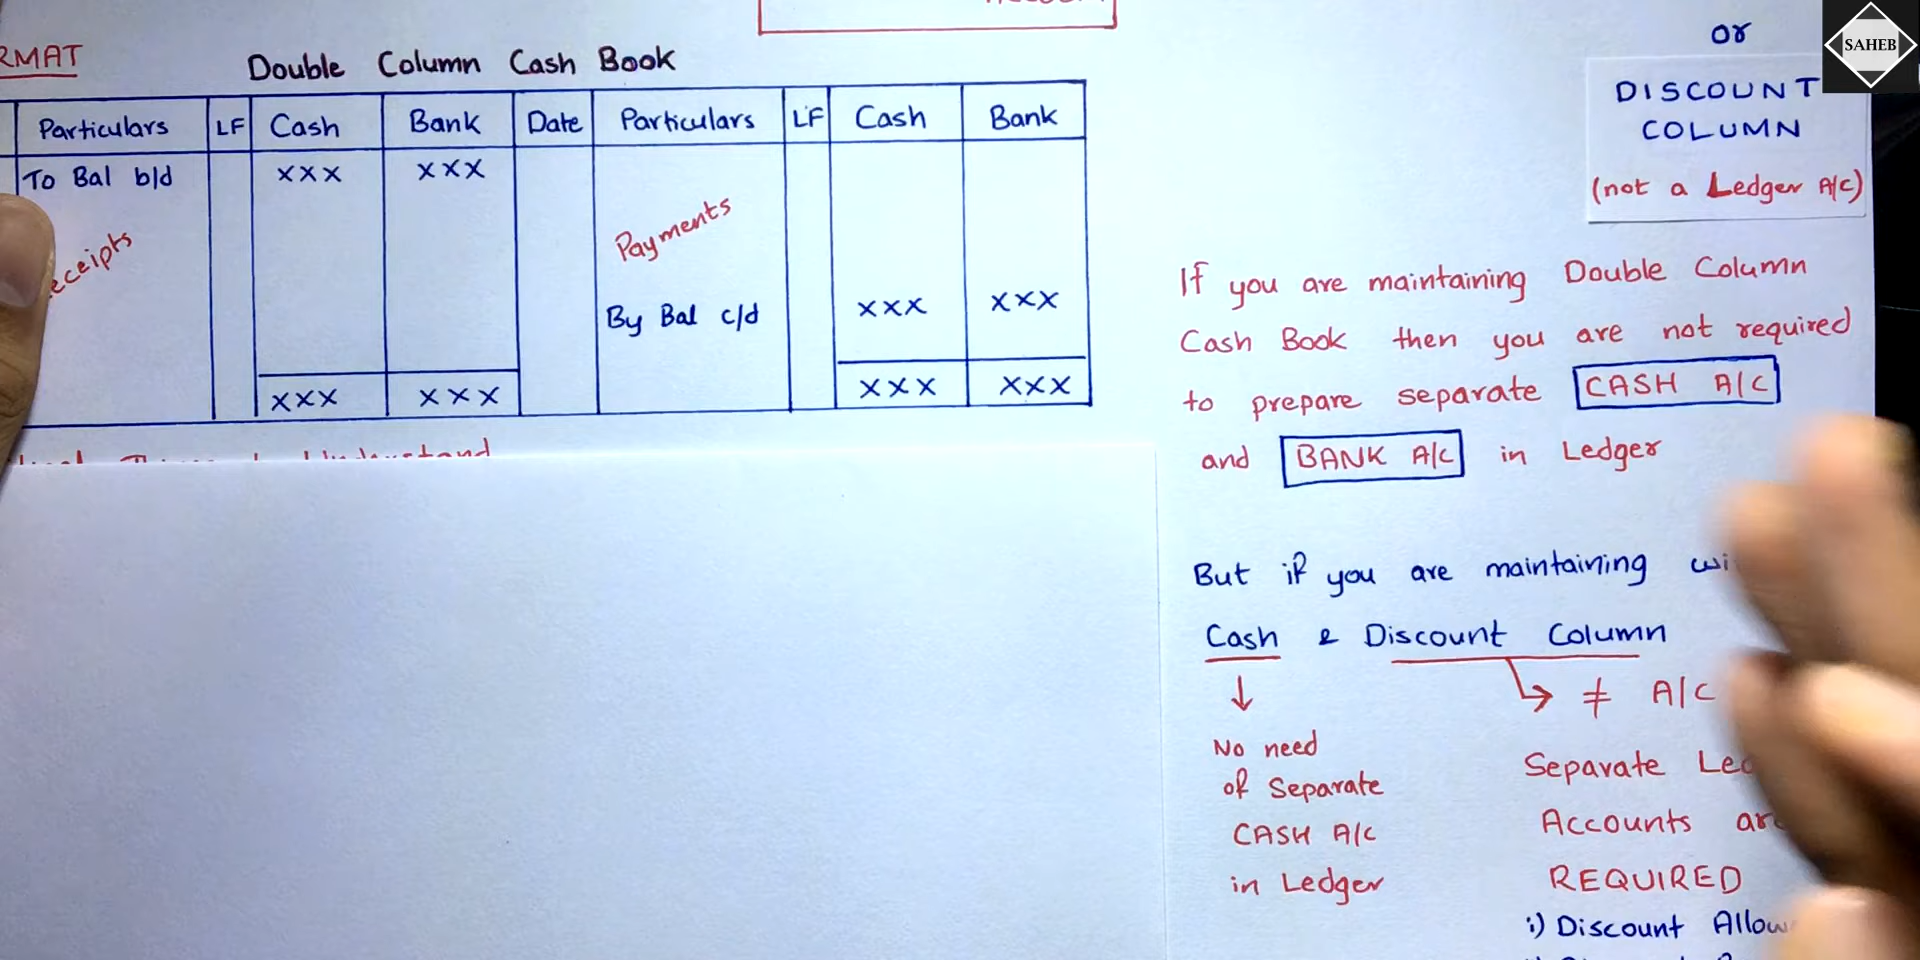 SAHEB
Double Column Cash Book
Particulars LF Cash Bank Date Particulars LF Cash Bank
To Bal b/d xxx xxx
Payments
By Bal c/d xxx xxx
xxx xxx xxx xxx
or
DISCOUNT
COLUMN
(not a Ledger A/c)
If you are maintaining Double Column
Cash Book then you are not required
to prepare separate CASH A/C
and BANK A/C in Ledger
But if you are maintaining
Cash & Discount Column
↓
No need
of Separate
CASH A/C
in Ledger
≠ A/C
Separate
Accounts
REQUIRED
i) Discount